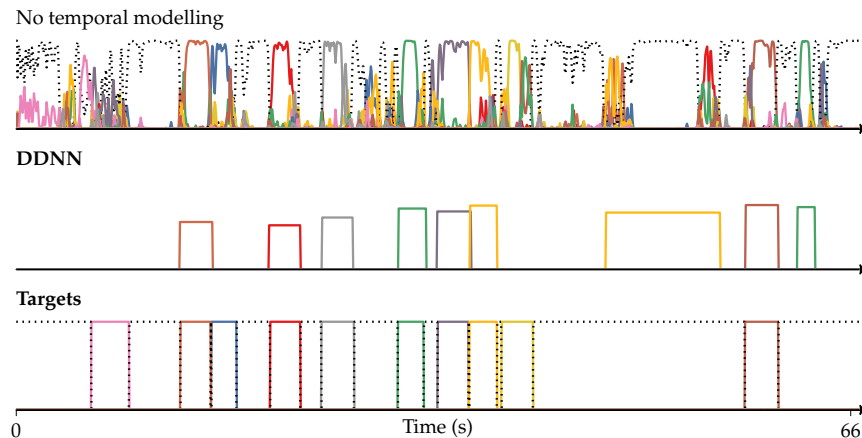 No temporal modelling
DDNN
Targets
0
Time (s)
66